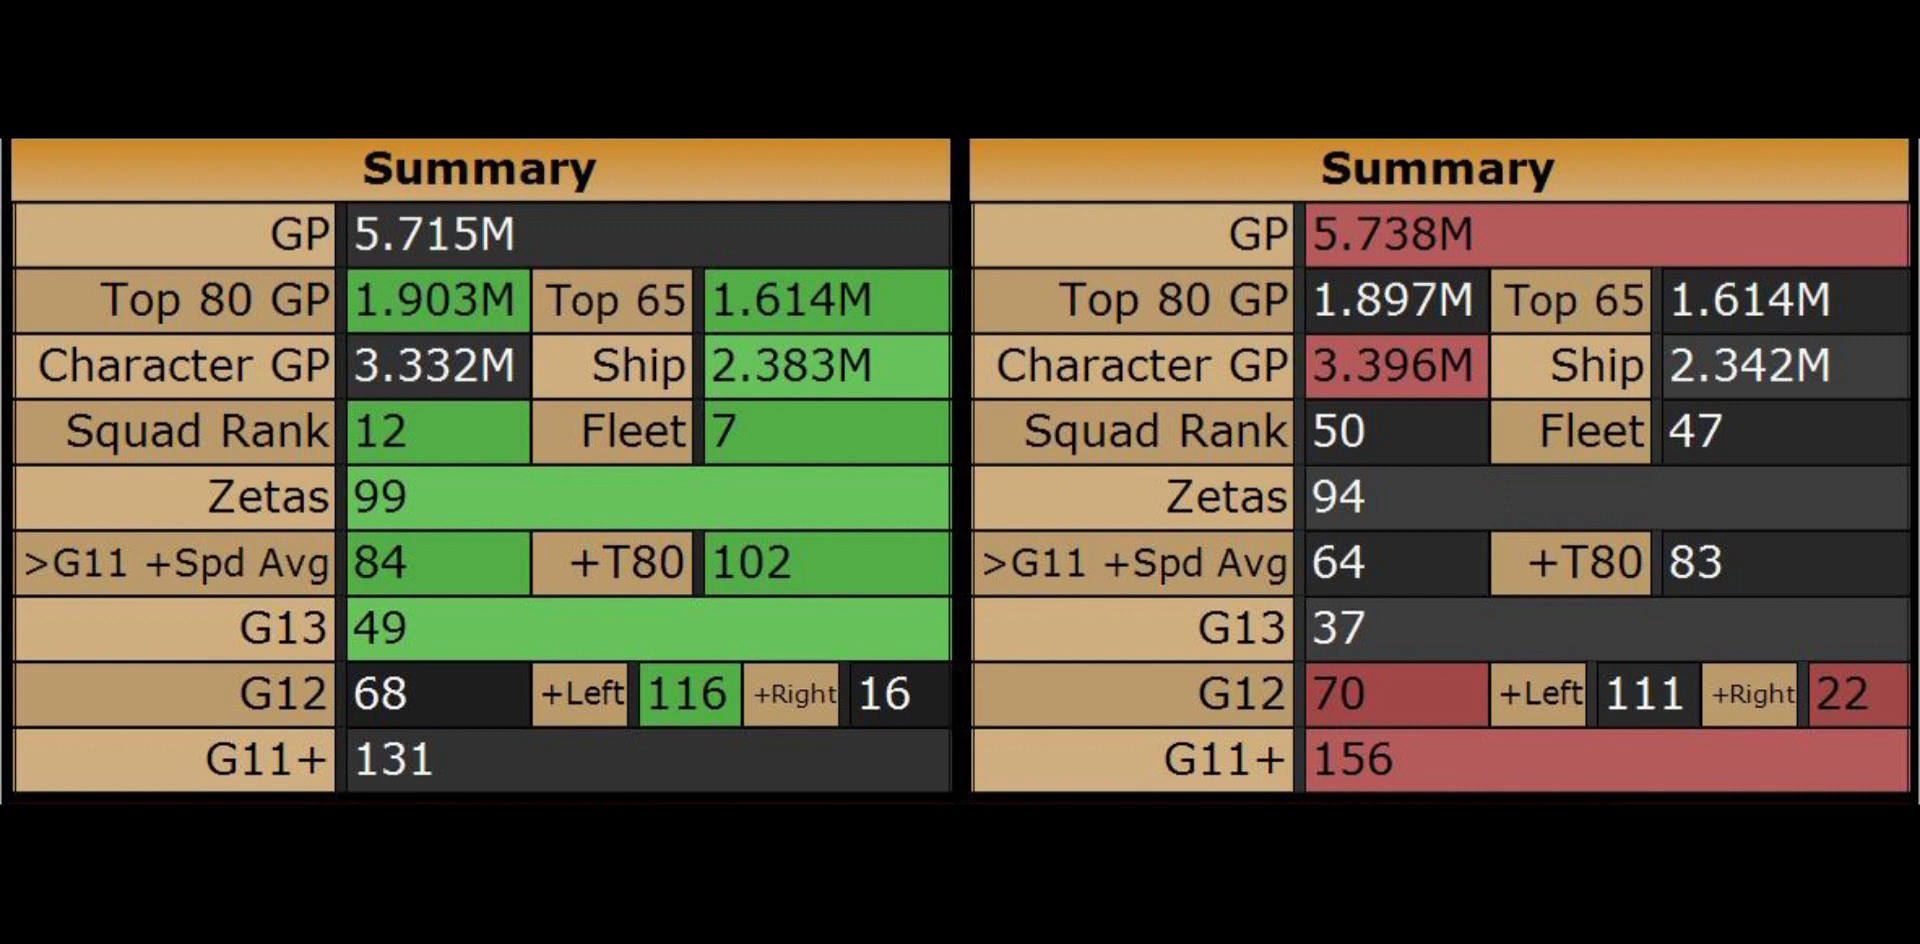 Summary
GP 5.715M
Top 80 GP 1.903M Top 65 1.614M
Character GP 3.332M Ship 2.383M
Squad Rank 12 Fleet 7
Zetas 99
>G11 +Spd Avg 84 +T80 102
G13 49
G12 68 +Left 116 +Right 16
G11+ 131
Summary
GP 5.738M
Top 80 GP 1.897M Top 65 1.614M
Character GP 3.396M Ship 2.342M
Squad Rank 50 Fleet 47
Zetas 94
>G11 +Spd Avg 64 +T80 83
G13 37
G12 70 +Left 111 +Right 22
G11+ 156